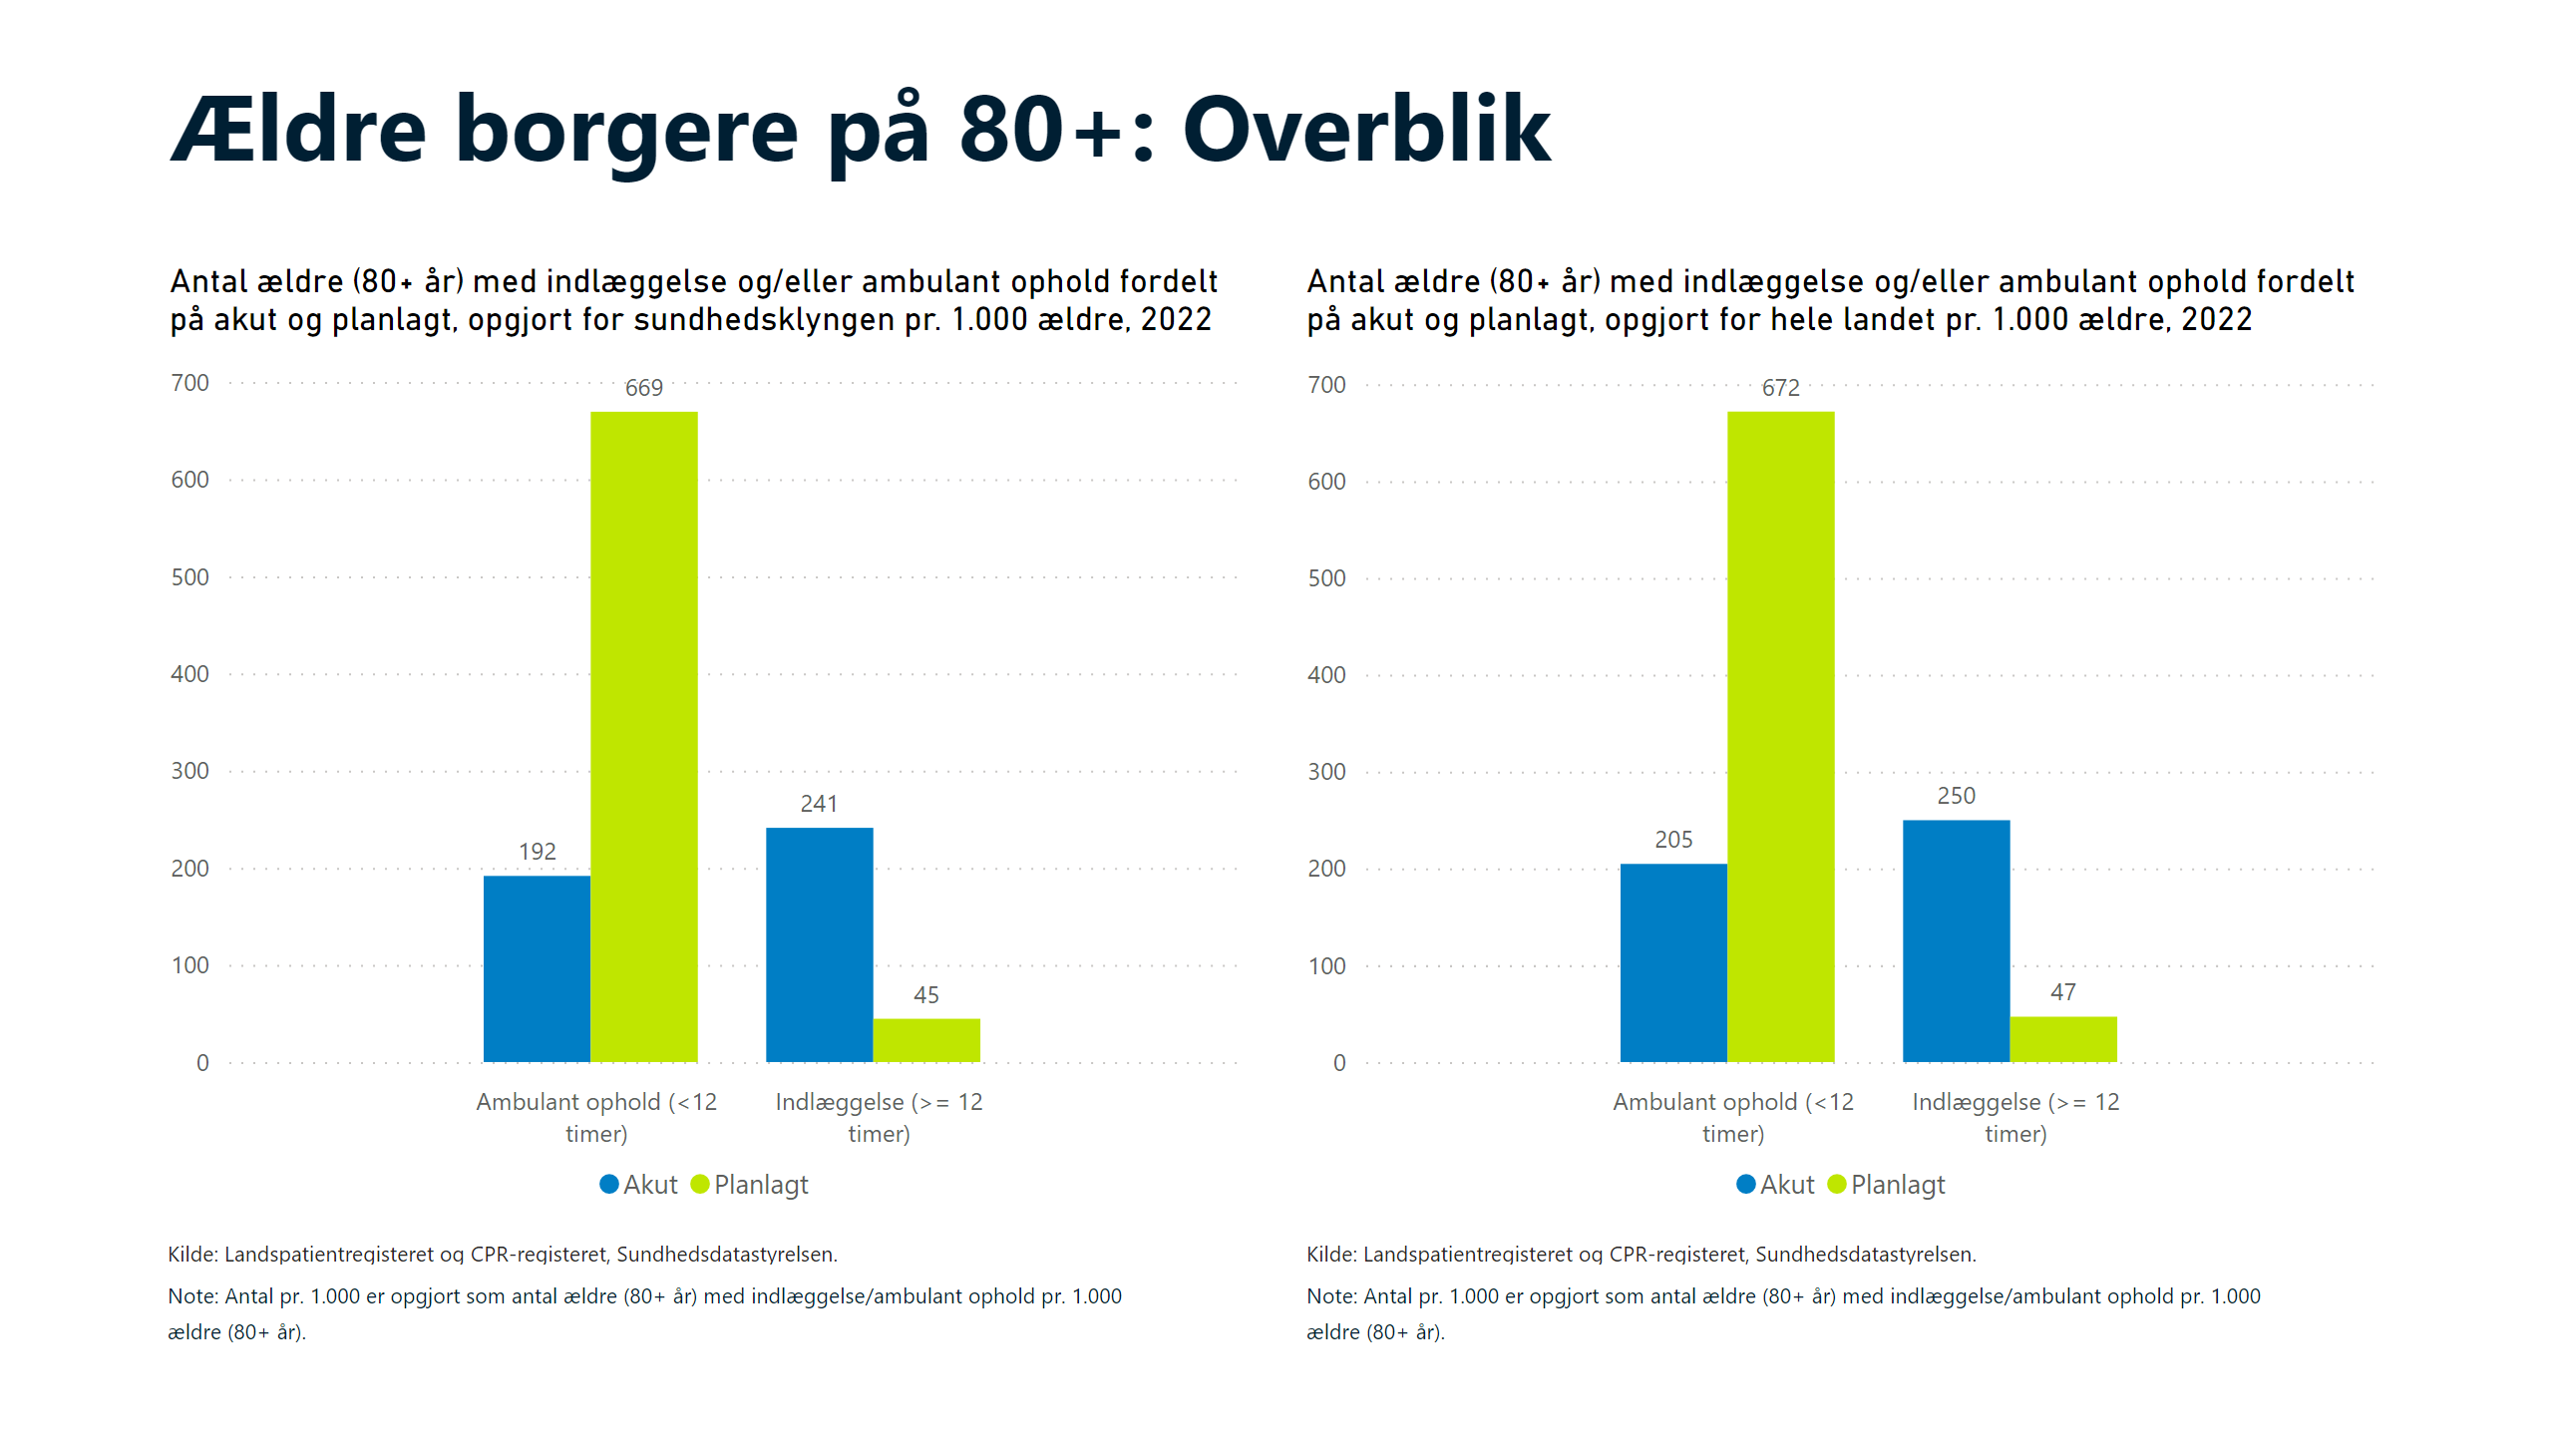 Ældre borgere på 80+: Overblik
Antal ældre (80+ år) med indlæggelse og/eller ambulant ophold fordelt
på akut og planlagt, opgjort for sundhedsklyngen pr. 1.000 ældre, 2022
700
600
500
400
300
200
100
0
669
192
241
45
Ambulant ophold (<12
timer)
Indlæggelse (>= 12
timer)
Akut Planlagt
Kilde: Landspatientregisteret og CPR-registeret, Sundhedsdatastyrelsen.
Note: Antal pr. 1.000 er opgjort som antal ældre (80+ år) med indlæggelse/ambulant ophold pr. 1.000
ældre (80+ år).
Antal ældre (80+ år) med indlæggelse og/eller ambulant ophold fordelt
på akut og planlagt, opgjort for hele landet pr. 1.000 ældre, 2022
700
600
500
400
300
200
100
0
672
205
250
47
Ambulant ophold (<12
timer)
Indlæggelse (>= 12
timer)
Akut Planlagt
Kilde: Landspatientregisteret og CPR-registeret, Sundhedsdatastyrelsen.
Note: Antal pr. 1.000 er opgjort som antal ældre (80+ år) med indlæggelse/ambulant ophold pr. 1.000
ældre (80+ år).